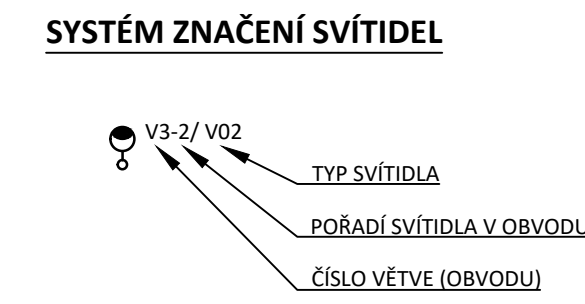 SYSTÉM ZNAČENÍ SVÍTIDEL
V3-2/ V02
TYP SVÍTIDLA
POŘADÍ SVÍTIDLA V OBVODU
ČÍSLO VĚTVE (OBVODU)